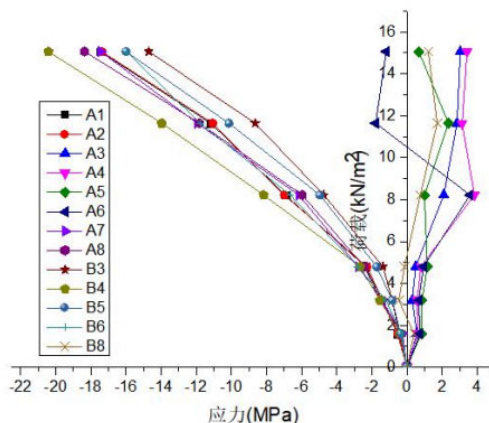 16
14
12
10
8
6
4
2
0
荷载(kN/m²)
A1
A2
A3
A4
A5
A6
A7
A8
B3
B4
B5
B6
B8
-22 -20 -18 -16 -14 -12 -10 -8 -6 -4 -2 0 2 4
应力(MPa)